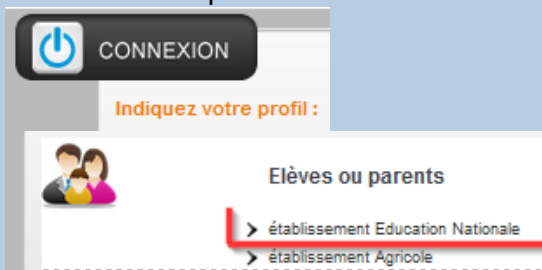 CONNEXION
Indiquez votre profil :
Elèves ou parents
établissement Education Nationale
établissement Agricole